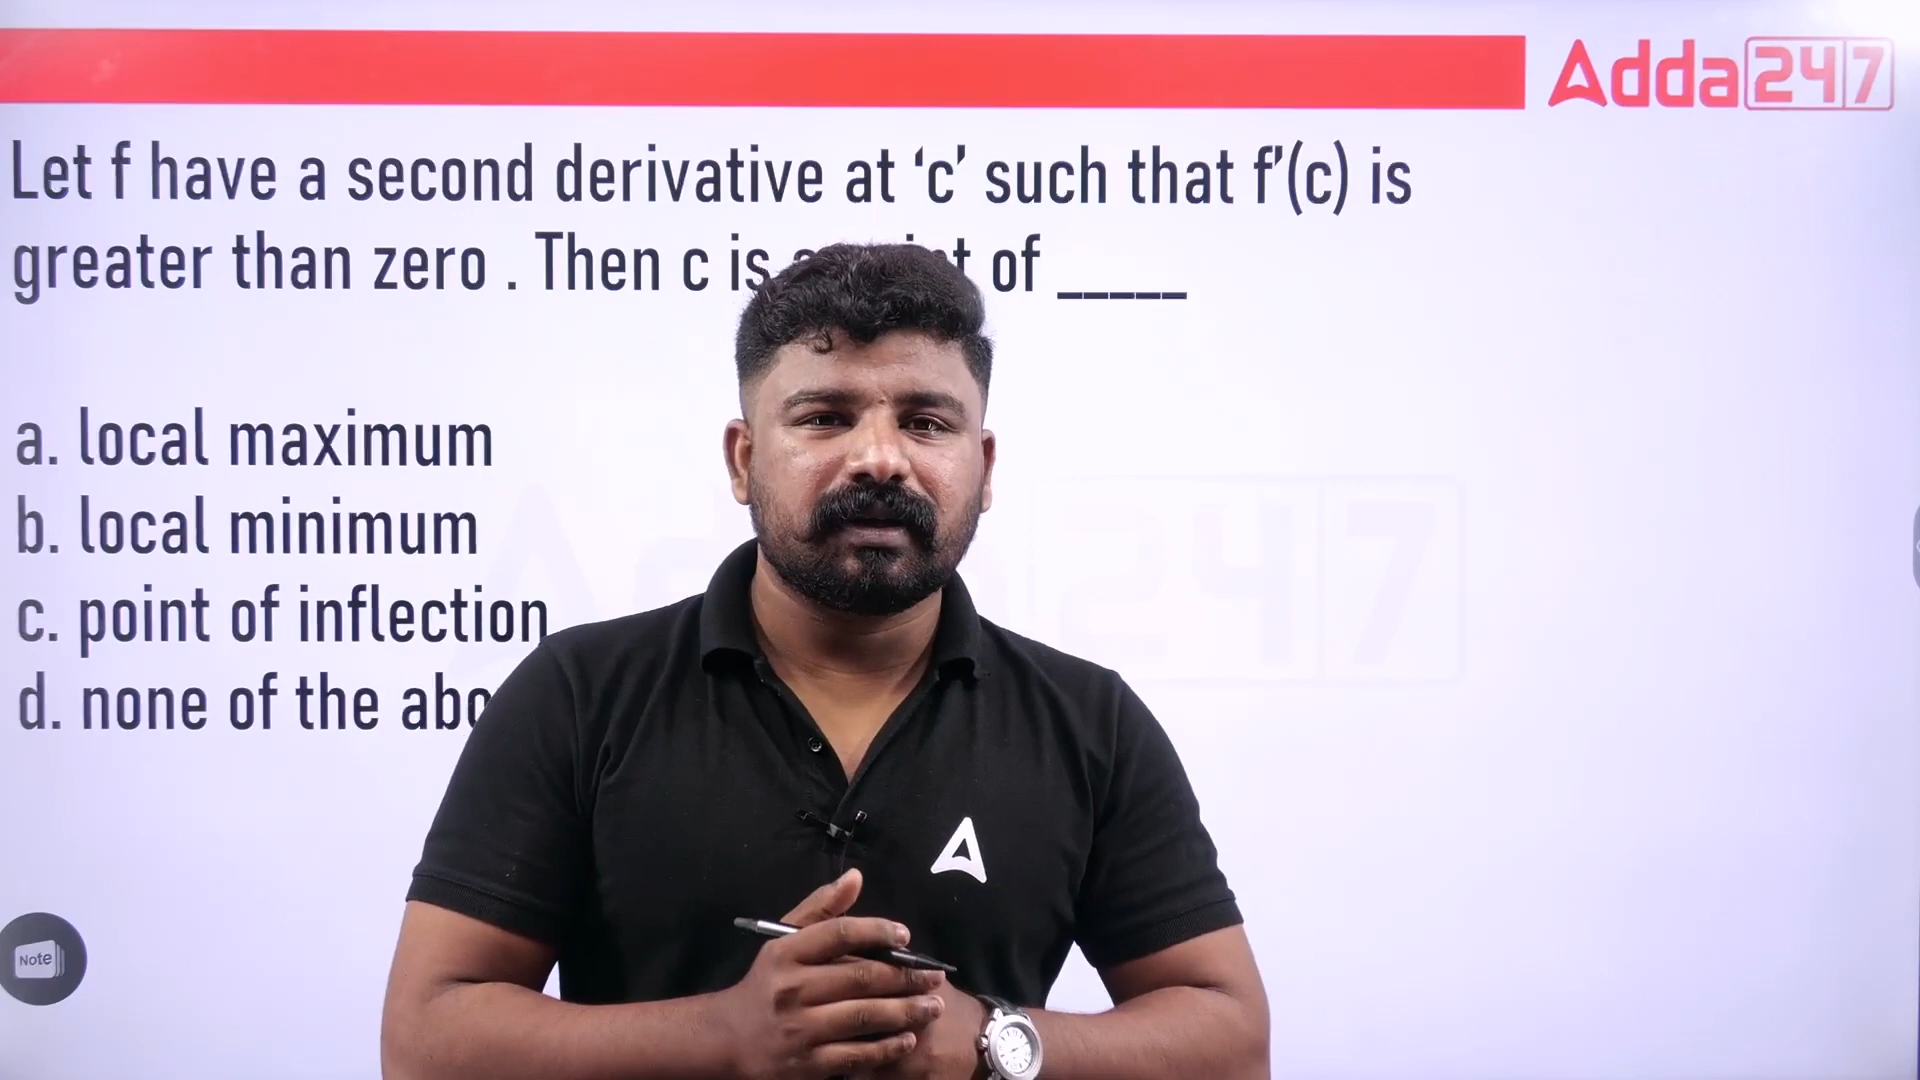 Adda247
Let f have a second derivative at ‘c’ such that f’(c) is
greater than zero . Then c is of _____
a. local maximum
b. local minimum
c. point of inflection
d. none of the
Note